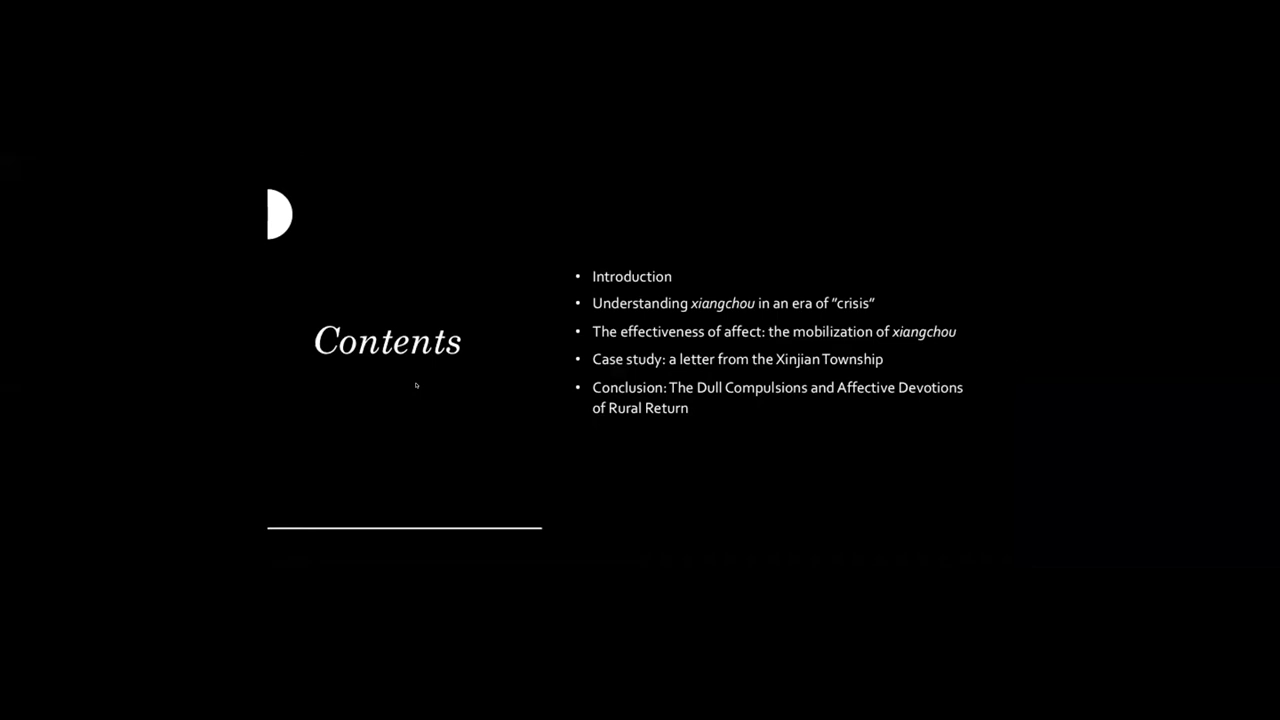 Contents
• Introduction
• Understanding xiangchou in an era of “crisis”
• The effectiveness of affect: the mobilization of xiangchou
• Case study: a letter from the Xinjian Township
• Conclusion: The Dull Compulsions and Affective Devotions
of Rural Return